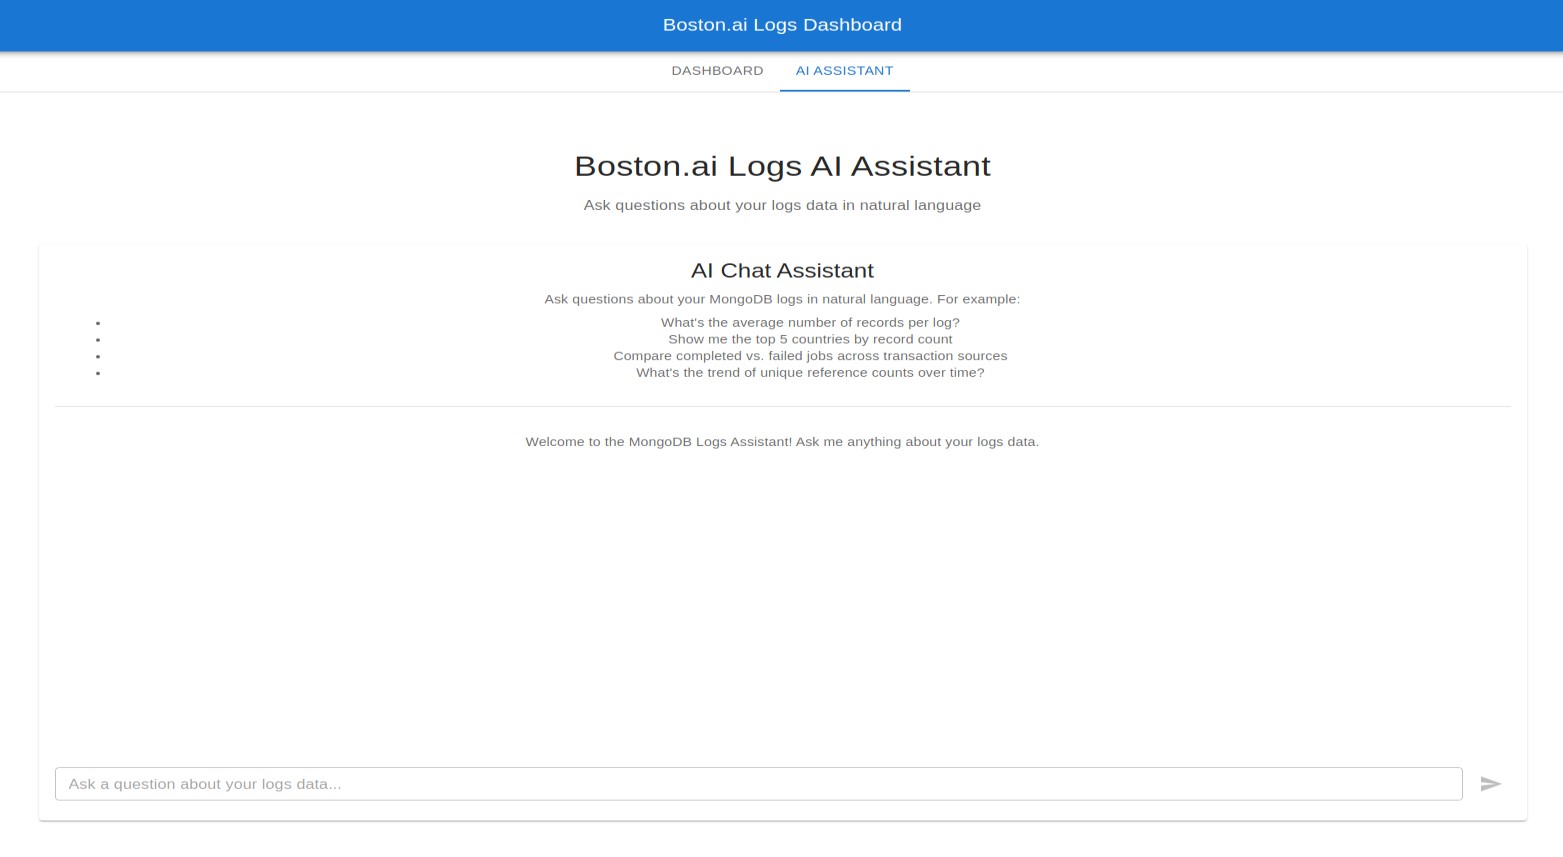 Boston.ai Logs Dashboard
DASHBOARD AI ASSISTANT
Boston.ai Logs AI Assistant
Ask questions about your logs data in natural language
AI Chat Assistant
Ask questions about your MongoDB logs in natural language. For example:
• What's the average number of records per log?
• Show me the top 5 countries by record count
• Compare completed vs. failed jobs across transaction sources
• What's the trend of unique reference counts over time?
Welcome to the MongoDB Logs Assistant! Ask me anything about your logs data.
Ask a question about your logs data...